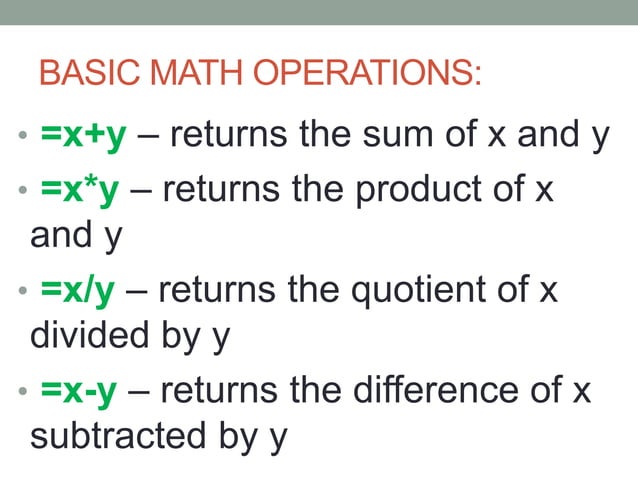 BASIC MATH OPERATIONS:
• =x+y – returns the sum of x and y
• =x*y – returns the product of x
and y
• =x/y – returns the quotient of x
divided by y
• =x-y – returns the difference of x
subtracted by y